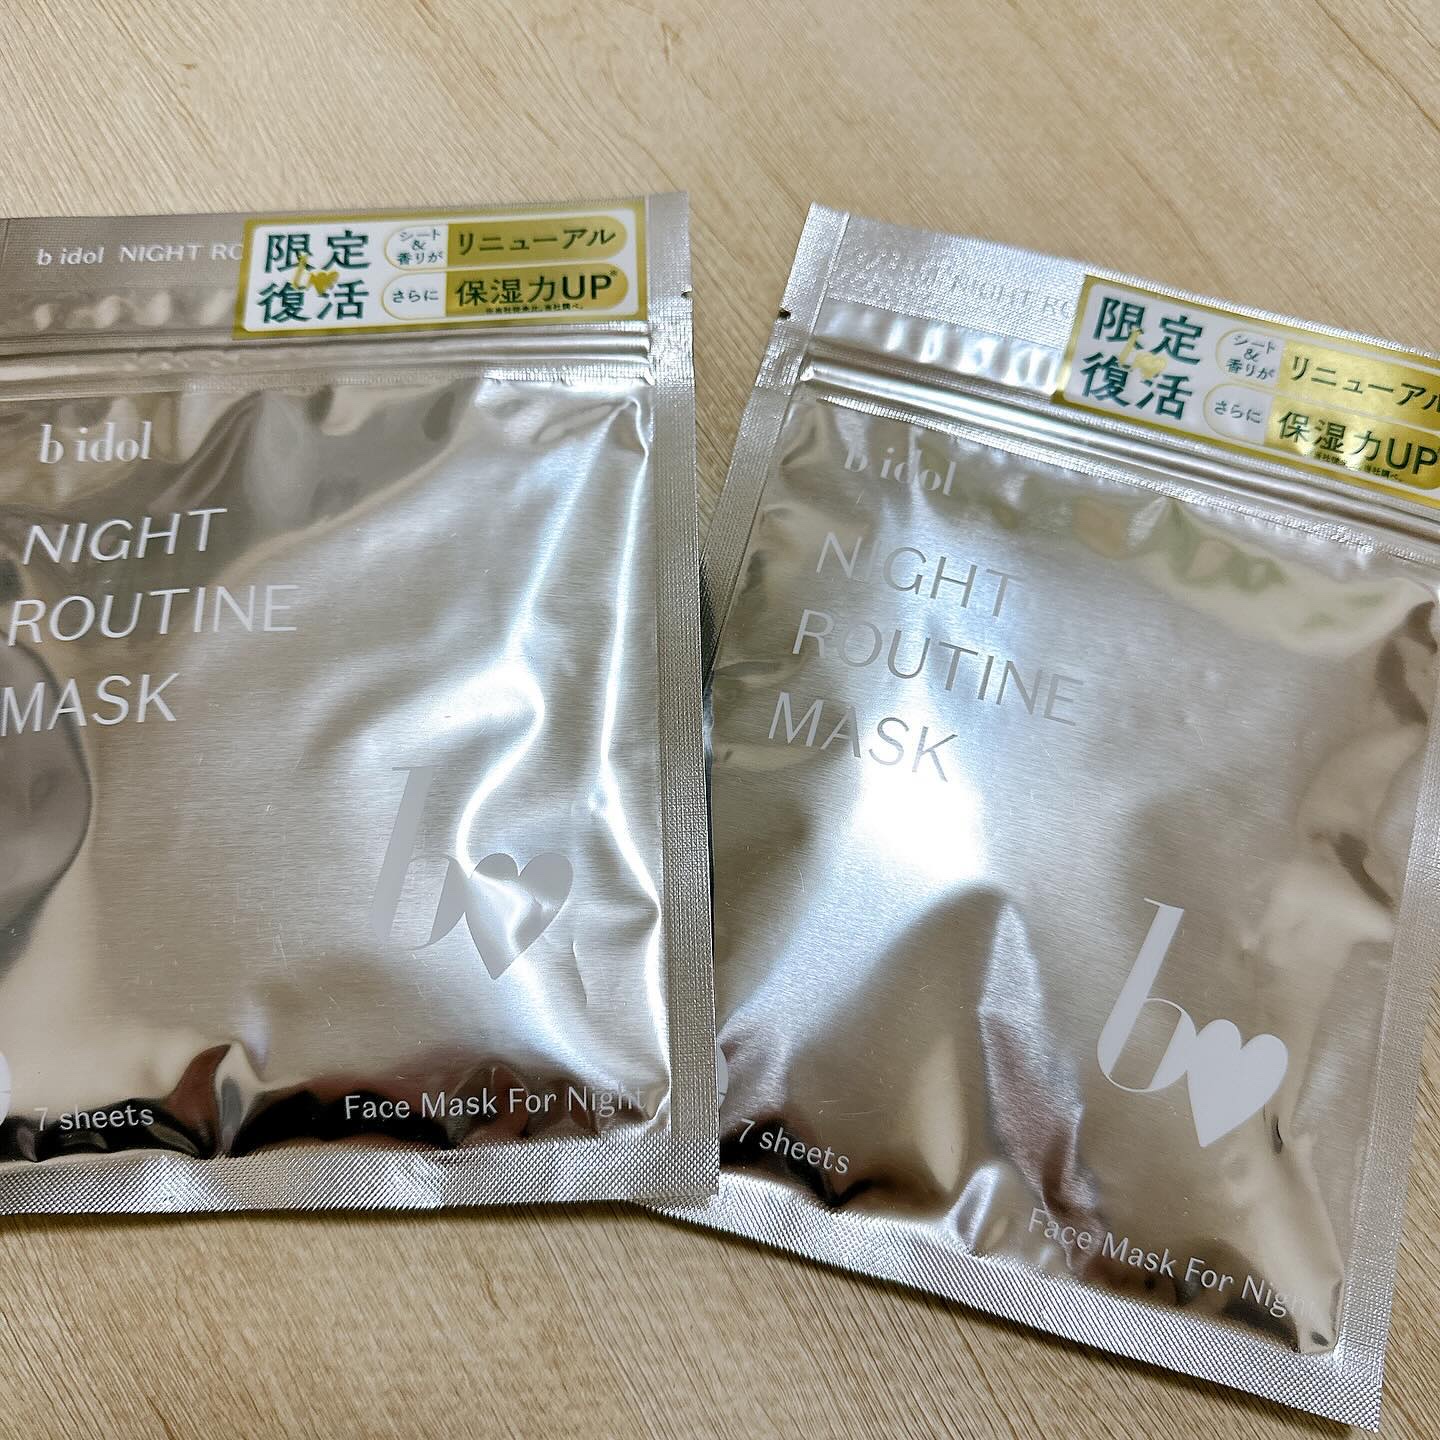 b idol NIGHT RO
限定
復活
シート
&
香りが
リニューアル
さらに
保湿力UP
b idol
NIGHT
ROUTINE
MASK
b
7 sheets
Face Mask For Night
NIGHT RO
限定
復活
シート
&
香りが
リニューアル
さらに
保湿力UP
b idol
NIGHT
ROUTINE
MASK
b
7 sheets
Face Mask For Night